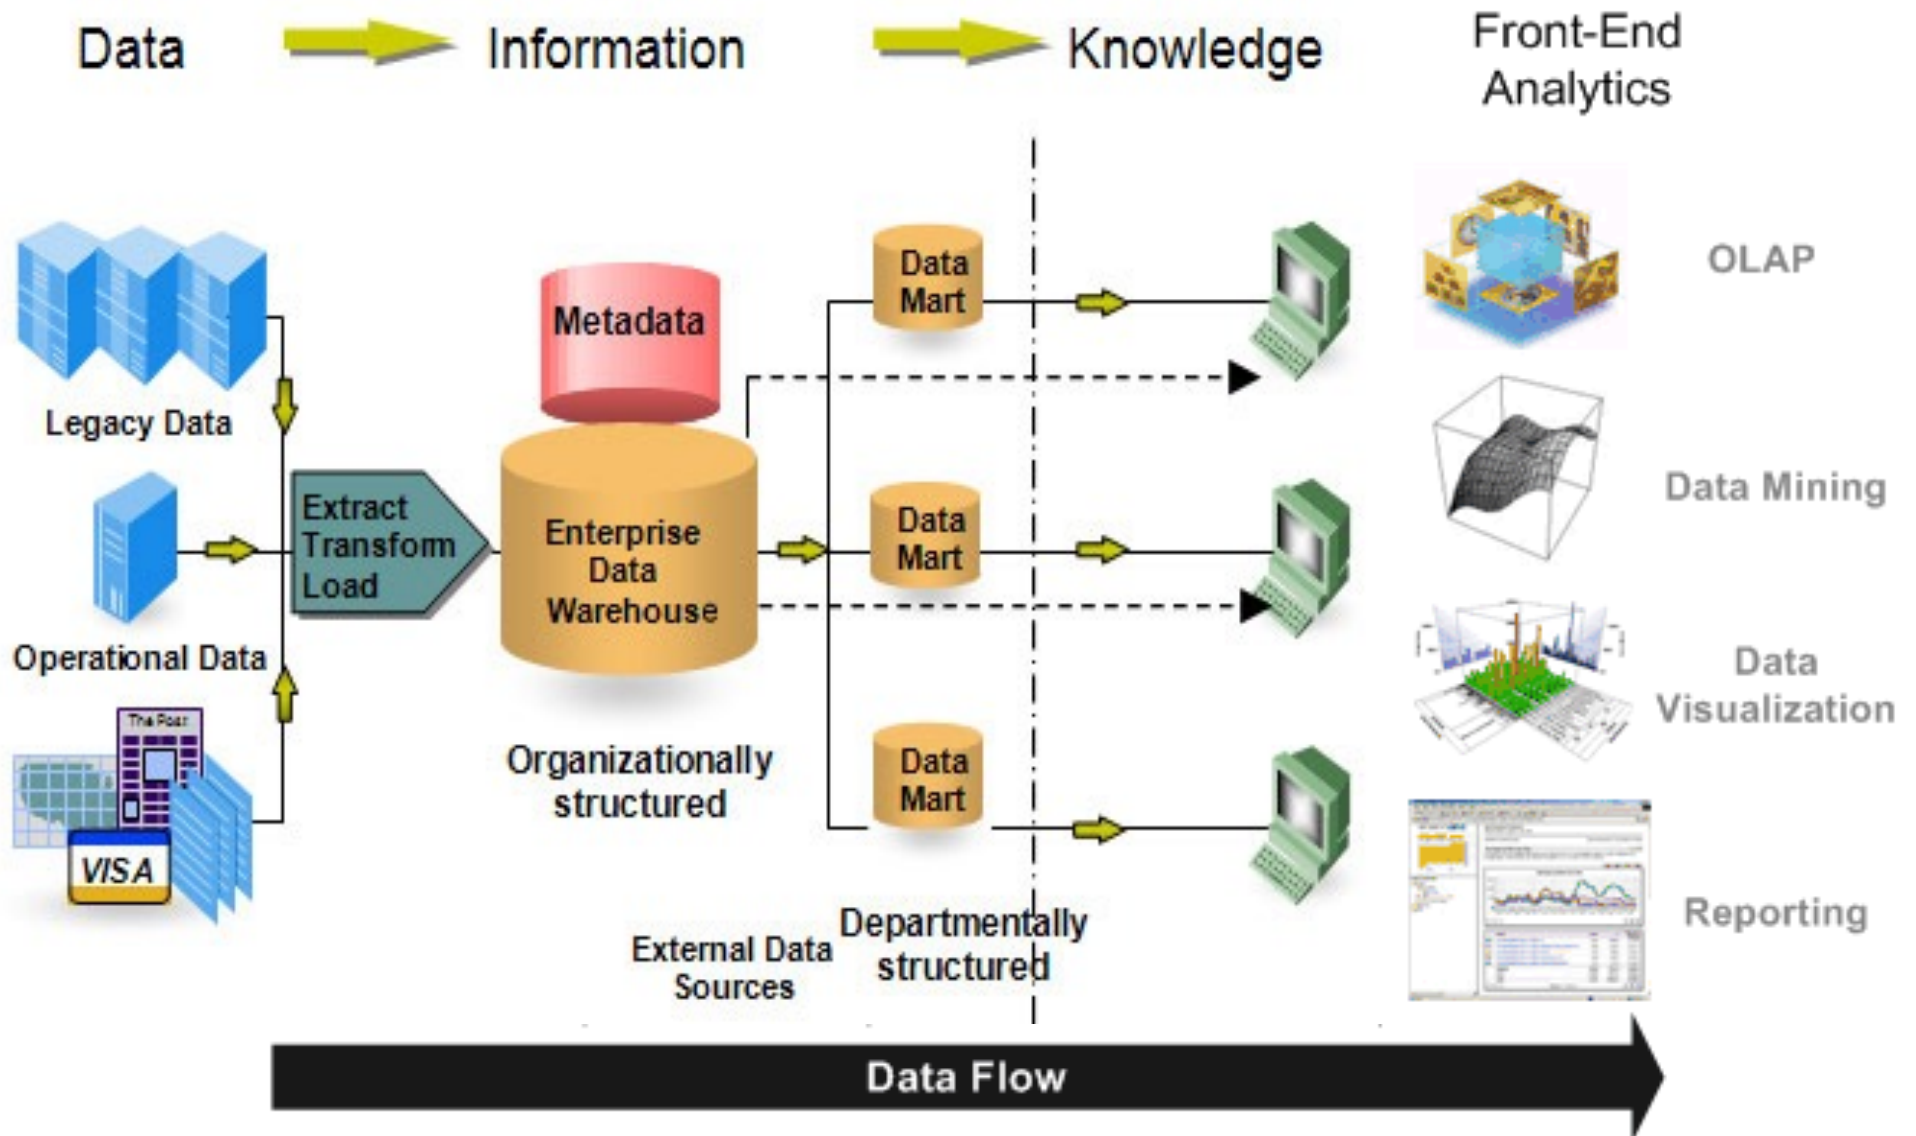 Data
Information
Knowledge
Front-End
Analytics
Legacy Data
Operational Data
The Post
VISA
Extract
Transform
Load
Metadata
Enterprise
Data
Warehouse
Organizationally
structured
External Data
Sources
Data
Mart
Data
Mart
Data
Mart
Departmentally
structured
OLAP
Data Mining
Data
Visualization
Reporting
Data Flow